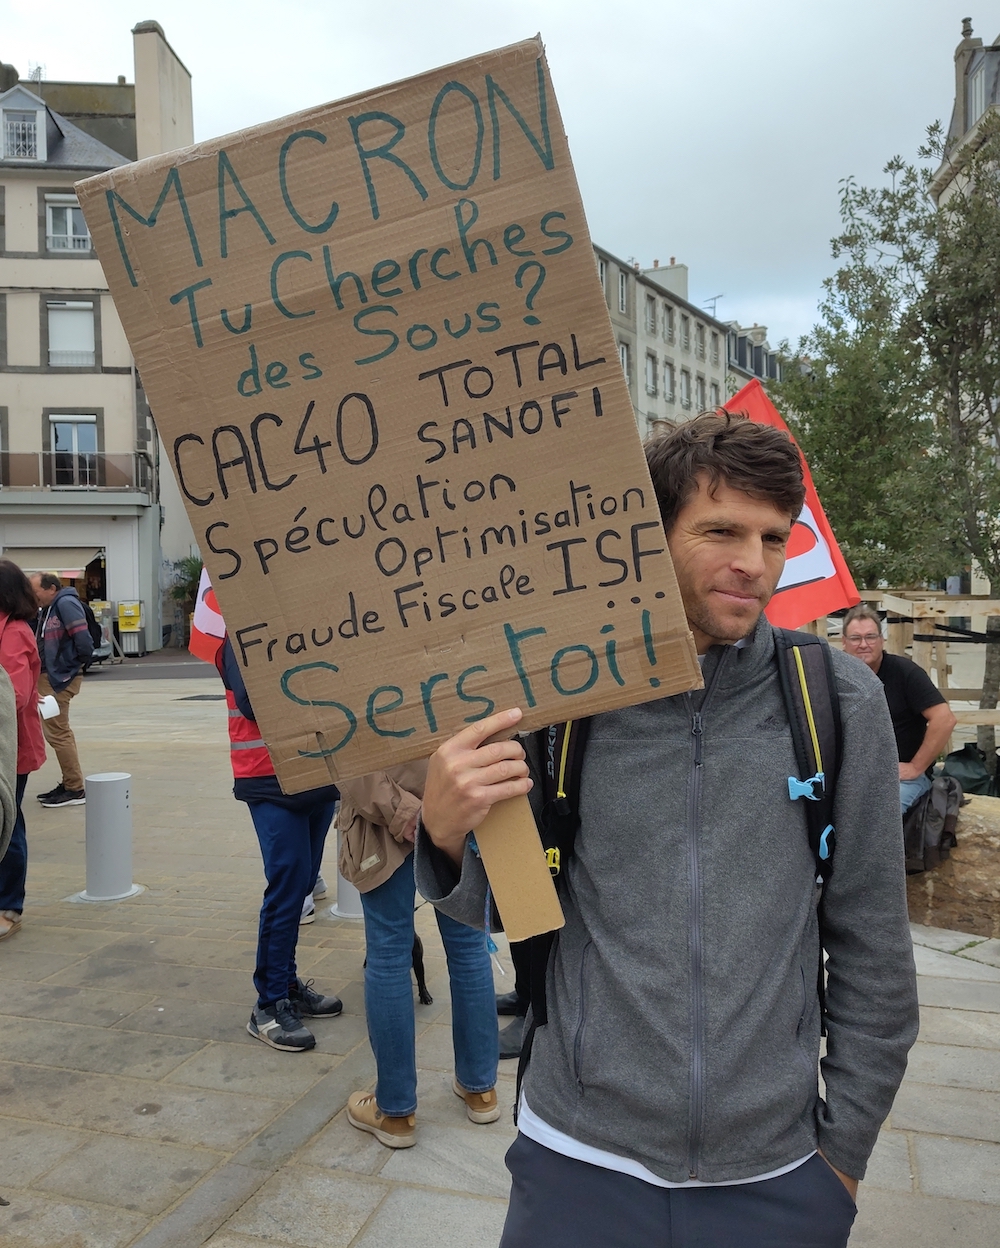 MACRON
Tu Cherches
des Sous?
CAC40 TOTAL
SANOFI
Spéculation
Optimisation
Fraude Fiscale ISF...
Sers toi!